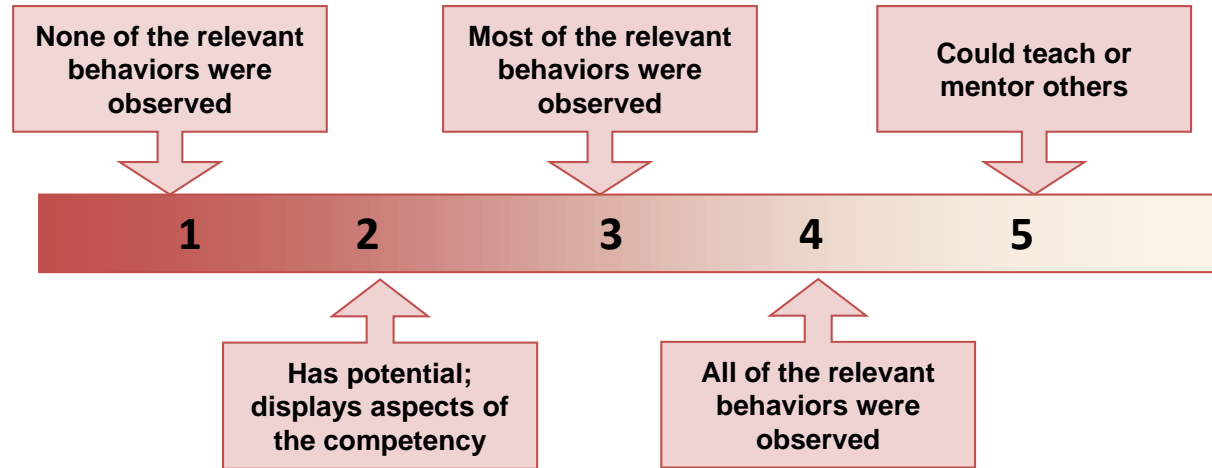 None of the relevant
behaviors were
observed
Most of the relevant
behaviors were
observed
Could teach or
mentor others
1
2
3
4
5
Has potential;
displays aspects of
the competency
All of the relevant
behaviors were
observed